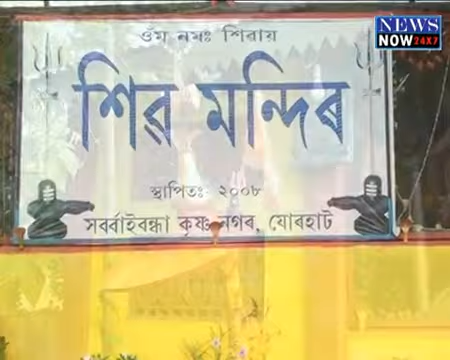 ওঁম নমঃ শিৱায়
শিৱ মন্দিৰ
স্থাপিতঃ ২০০৮
সৰ্বাইবন্ধা কৃষ্ণ নগৰ, যোৰহাট
NEWS
NOW 24X7